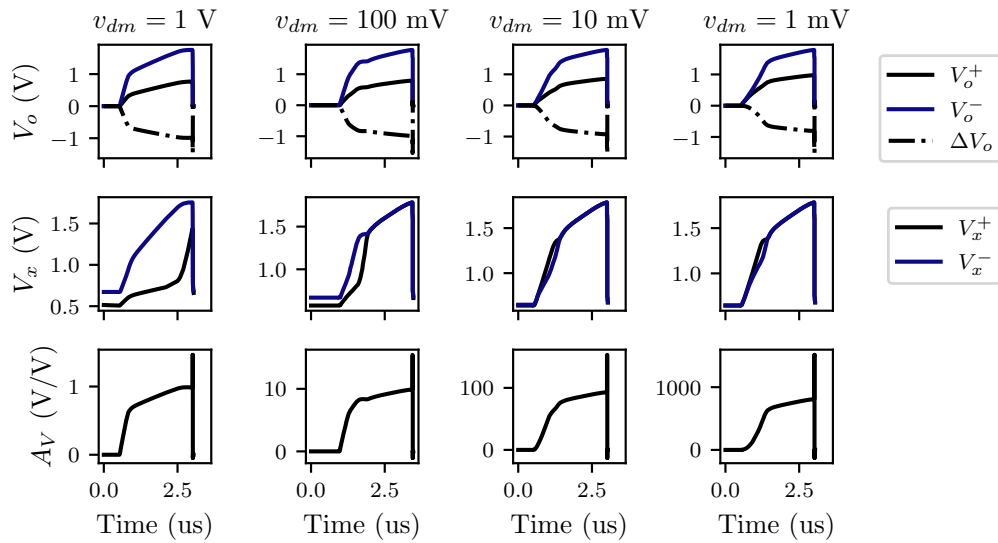 v_dm = 1 V
v_dm = 100 mV
v_dm = 10 mV
v_dm = 1 mV
V_o (V)
1
0
−1
1
0
−1
1
0
−1
1
0
−1
V_o^+
V_o^−
ΔV_o
V_x (V)
1.5
1.0
0.5
1.5
1.0
1.5
1.0
1.5
1.0
V_x^+
V_x^−
A_V (V/V)
1
0
10
0
100
0
1000
0
0.0 2.5
0.0 2.5
0.0 2.5
0.0 2.5
Time (us)
Time (us)
Time (us)
Time (us)